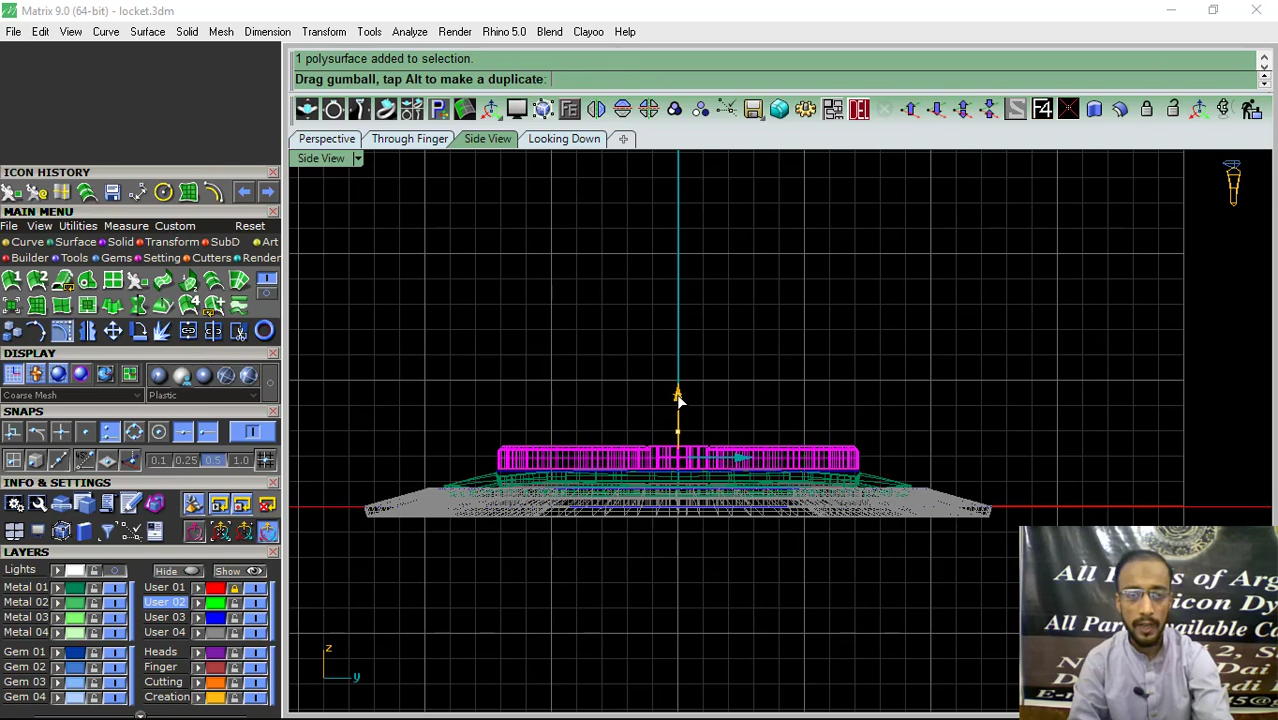 Matrix 9.0 (64-bit) - locket.3dm
File Edit View Curve Surface Solid Mesh Dimension Transform Tools Analyze Render Rhino 5.0 Blend Clayoo Help
1 polysurface added to selection.
Drag gumball, tap Alt to make a duplicate:
Perspective Through Finger Side View Looking Down
Side View
ICON HISTORY
MAIN MENU
File View Utilities Measure Custom Reset
Curve Surface Solid Transform SubD Art
Builder Tools Gems Setting Cutters Render
DISPLAY
Coarse Mesh Plastic
SNAPS
0.1 0.25 0.5 1.0
INFO & SETTINGS
LAYERS
Lights Hide Show
Metal 01 User 01
Metal 02 User 02
Metal 03 User 03
Metal 04 User 04
Gem 01 Heads
Gem 02 Finger
Gem 03 Cutting
Gem 04 Creation
z
y
F4
DEL
All
of Arg
icon Dy
All Par
vailable Ca